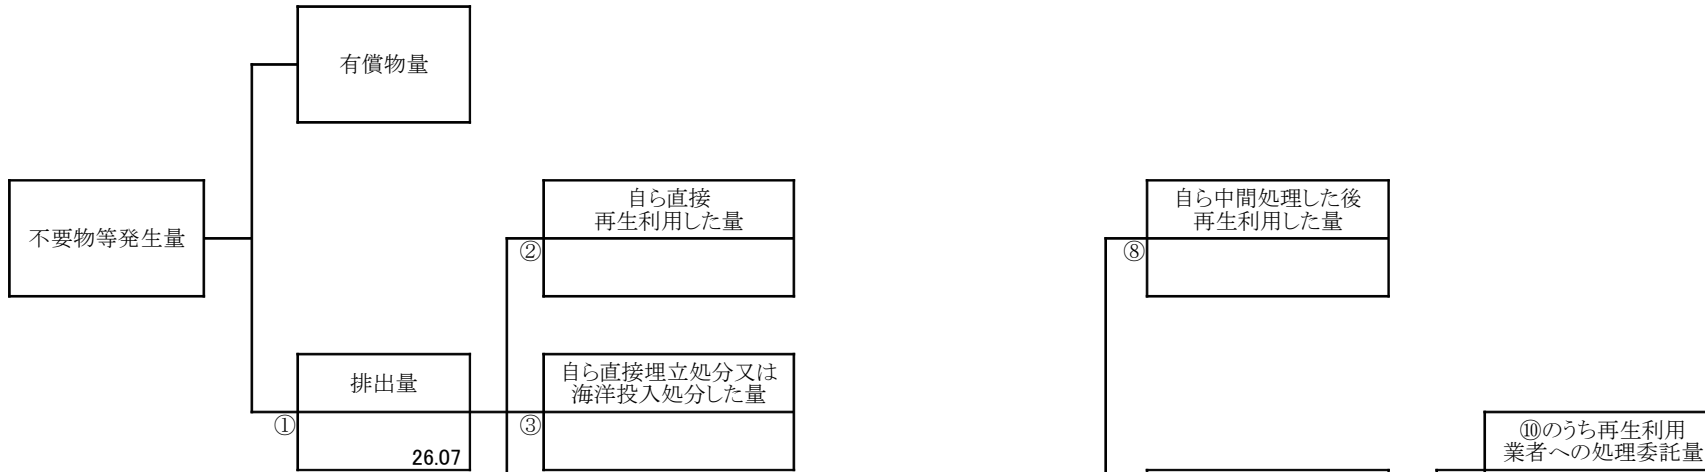 有償物量
不要物等発生量
自ら直接
再生利用した量
②
自ら中間処理した後
再生利用した量
⑧
排出量
①
26.07
自ら直接埋立処分又は
海洋投入処分した量
③
⑩のうち再生利用
業者への処理委託量